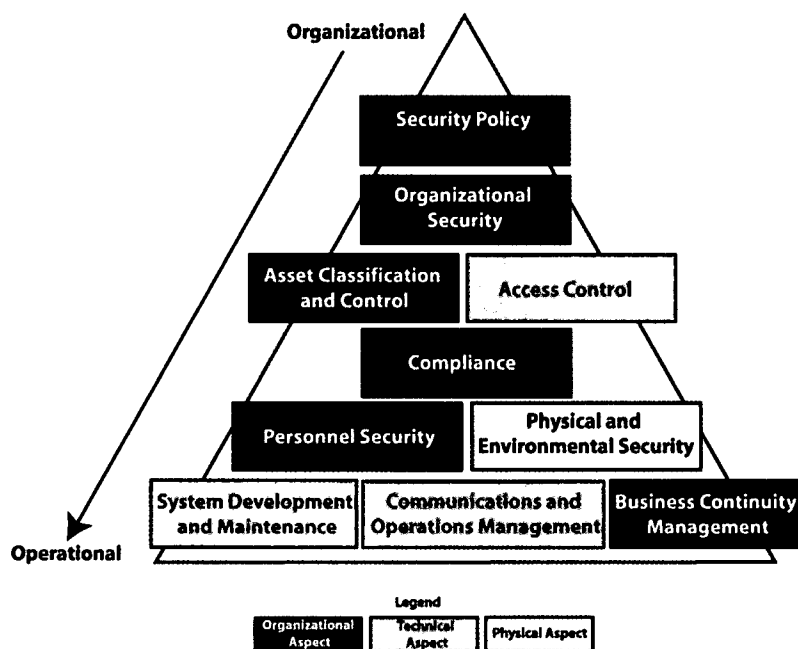 Organizational
Security Policy
Organizational
Security
Asset Classification
and Control
Access Control
Compliance
Personnel Security
Physical and
Environmental Security
System Development
and Maintenance
Communications and
Operations Management
Business Continuity
Management
Operational
Legend
Organizational
Aspect
Technical
Aspect
Physical Aspect